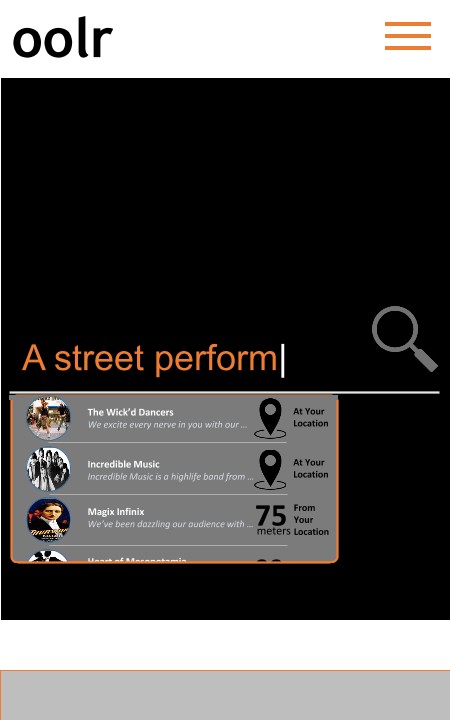 oolr
A street perform
The Wick'd Dancers
We excite every nerve in you with our ...
At Your
Location
Incredible Music
Incredible Music is a highlife band from ...
At Your
Location
Magix Infinix
We've been dazzling our audience with ...
75
meters
From
Your
Location
Heart of Mesopotamia